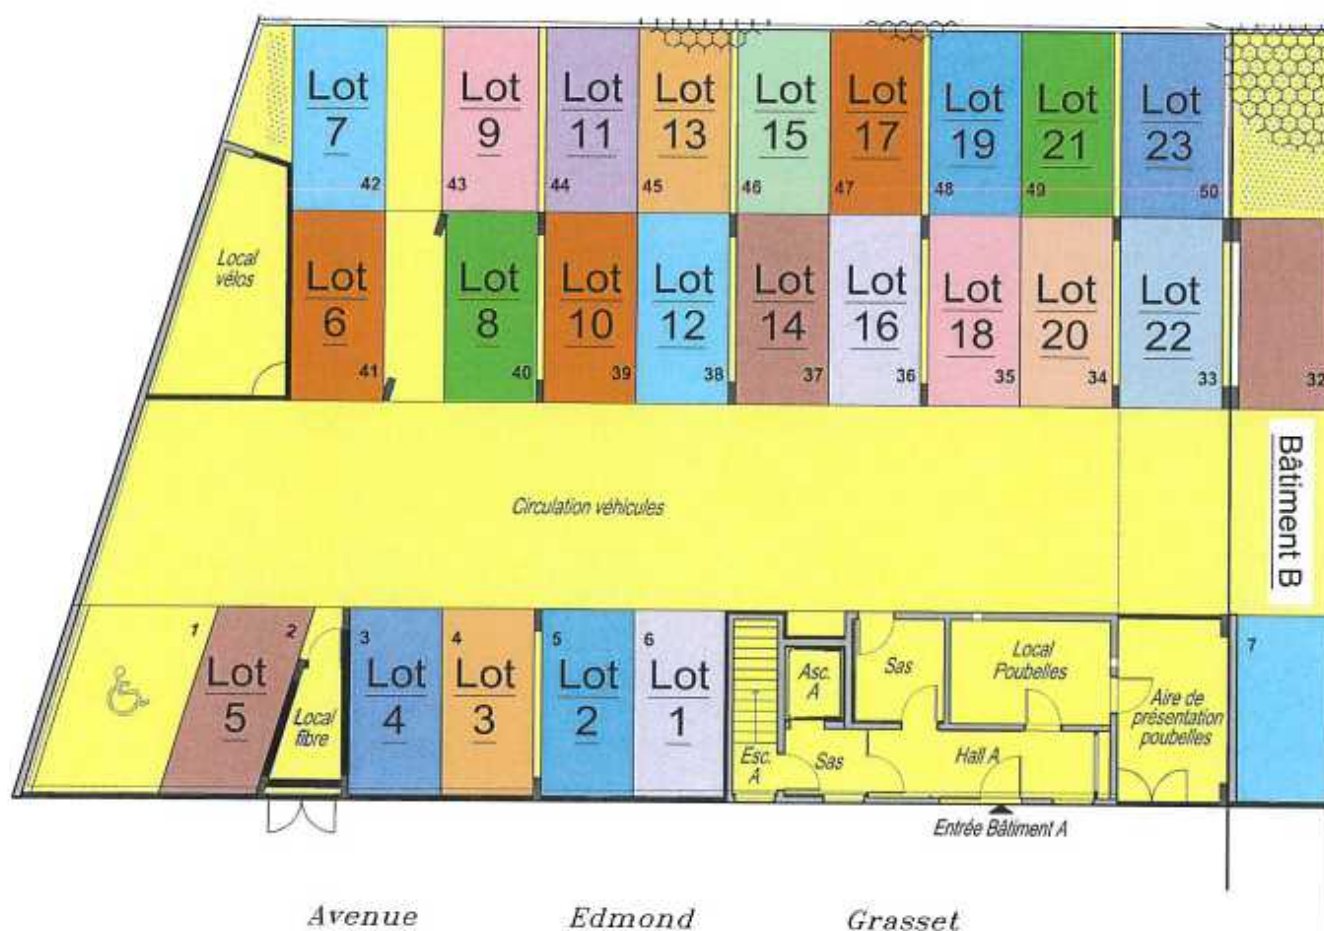 Lot 7 42
Lot 9 43
Lot 11 44
Lot 13 45
Lot 15 46
Lot 17 47
Lot 19 48
Lot 21 49
Lot 23 50
Local vélos
Lot 6 41
Lot 8 40
Lot 10 39
Lot 12 38
Lot 14 37
Lot 16 36
Lot 18 35
Lot 20 34
Lot 22 33
32
Circulation véhicules
Bâtiment B
1
2 Lot 5
Local fibre
3 Lot 4
4 Lot 3
5 Lot 2
6 Lot 1
Esc. A
Asc. A
Sas
Sas
Local Poubelles
Hall A
Aire de présentation poubelles
7
Entrée Bâtiment A
Avenue Edmond Grasset